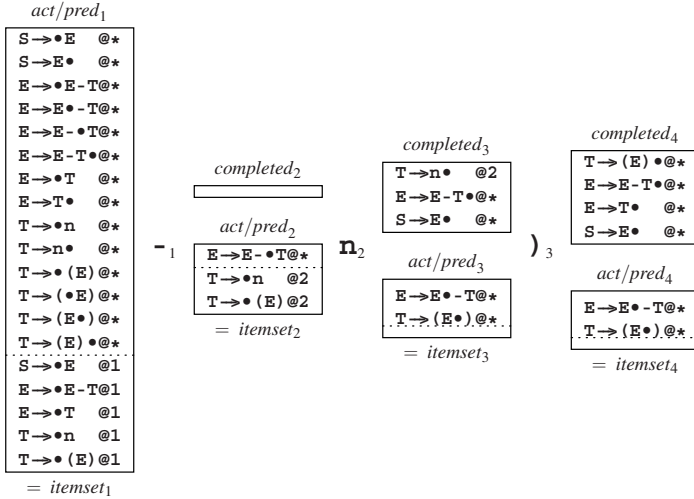 act/pred1
S→•E @*
S→E• @*
E→•E-T@*
E→E•-T@*
E→E-•T@*
E→E-T•@*
E→•T @*
E→T• @*
T→•n @*
T→n• @*
T→•(E)@*
T→(•E)@*
T→(E•)@*
T→(E)•@*
S→•E @1
E→•E-T@1
E→•T @1
T→•n @1
T→•(E)@1
= itemset1
-1
completed2
act/pred2
E→E-•T@*
T→•n @2
T→•(E)@2
= itemset2
n2
completed3
T→n• @2
E→E-T•@*
S→E• @*
act/pred3
E→E•-T@*
T→(E•)@*
= itemset3
)3
completed4
T→(E)•@*
E→E-T•@*
E→T• @*
S→E• @*
act/pred4
E→E•-T@*
T→(E•)@*
= itemset4